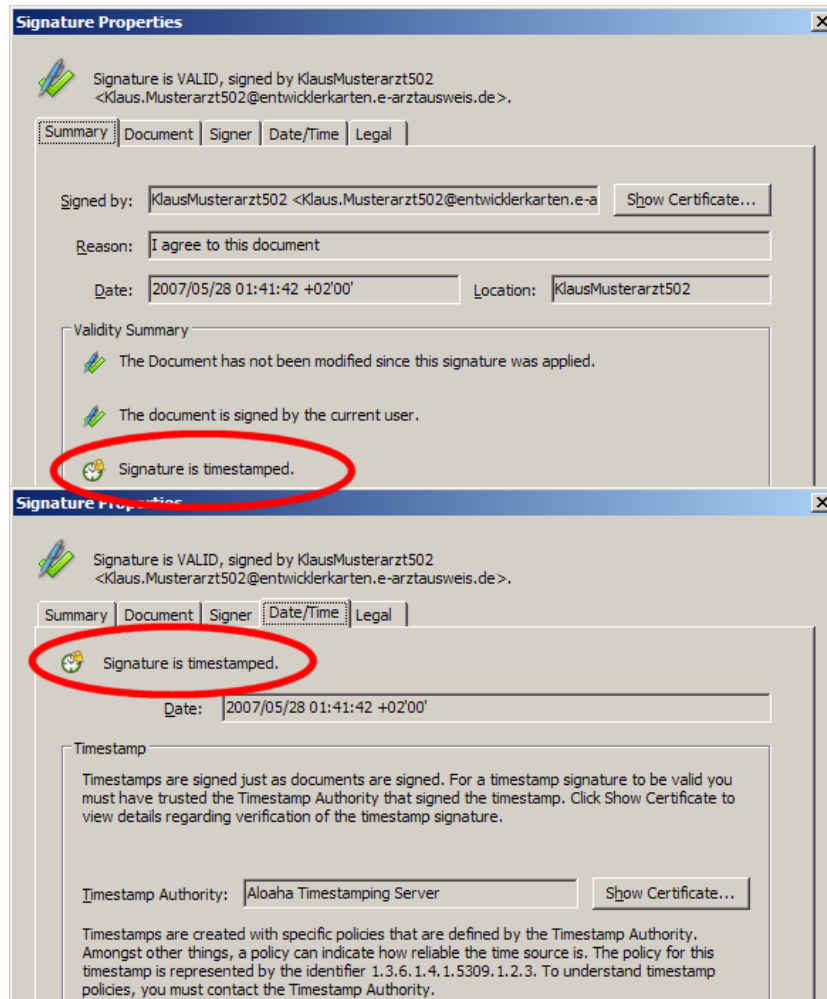 Signature Properties
Signature is VALID, signed by KlausMusterarzt502
<Klaus.Musterarzt502@entwicklerkarten.e-arztausweis.de>.
Summary Document Signer Date/Time Legal
Signed by: KlausMusterarzt502 <Klaus.Musterarzt502@entwicklerkarten.e-a Show Certificate...
Reason: I agree to this document
Date: 2007/05/28 01:41:42 +02'00' Location: KlausMusterarzt502
Validity Summary
The Document has not been modified since this signature was applied.
The document is signed by the current user.
Signature is timestamped.
Signature Properties
Signature is VALID, signed by KlausMusterarzt502
<Klaus.Musterarzt502@entwicklerkarten.e-arztausweis.de>.
Summary Document Signer Date/Time Legal
Signature is timestamped.
Date: 2007/05/28 01:41:42 +02'00'
Timestamp
Timestamps are signed just as documents are signed. For a timestamp signature to be valid you
must have trusted the Timestamp Authority that signed the timestamp. Click Show Certificate to
view details regarding verification of the timestamp signature.
Timestamp Authority: Aloaha Timestamping Server Show Certificate...
Timestamps are created with specific policies that are defined by the Timestamp Authority.
Amongst other things, a policy can indicate how reliable the time source is. The policy for this
timestamp is represented by the identifier 1.3.6.1.4.1.5309.1.2.3. To understand timestamp
policies, you must contact the Timestamp Authority.